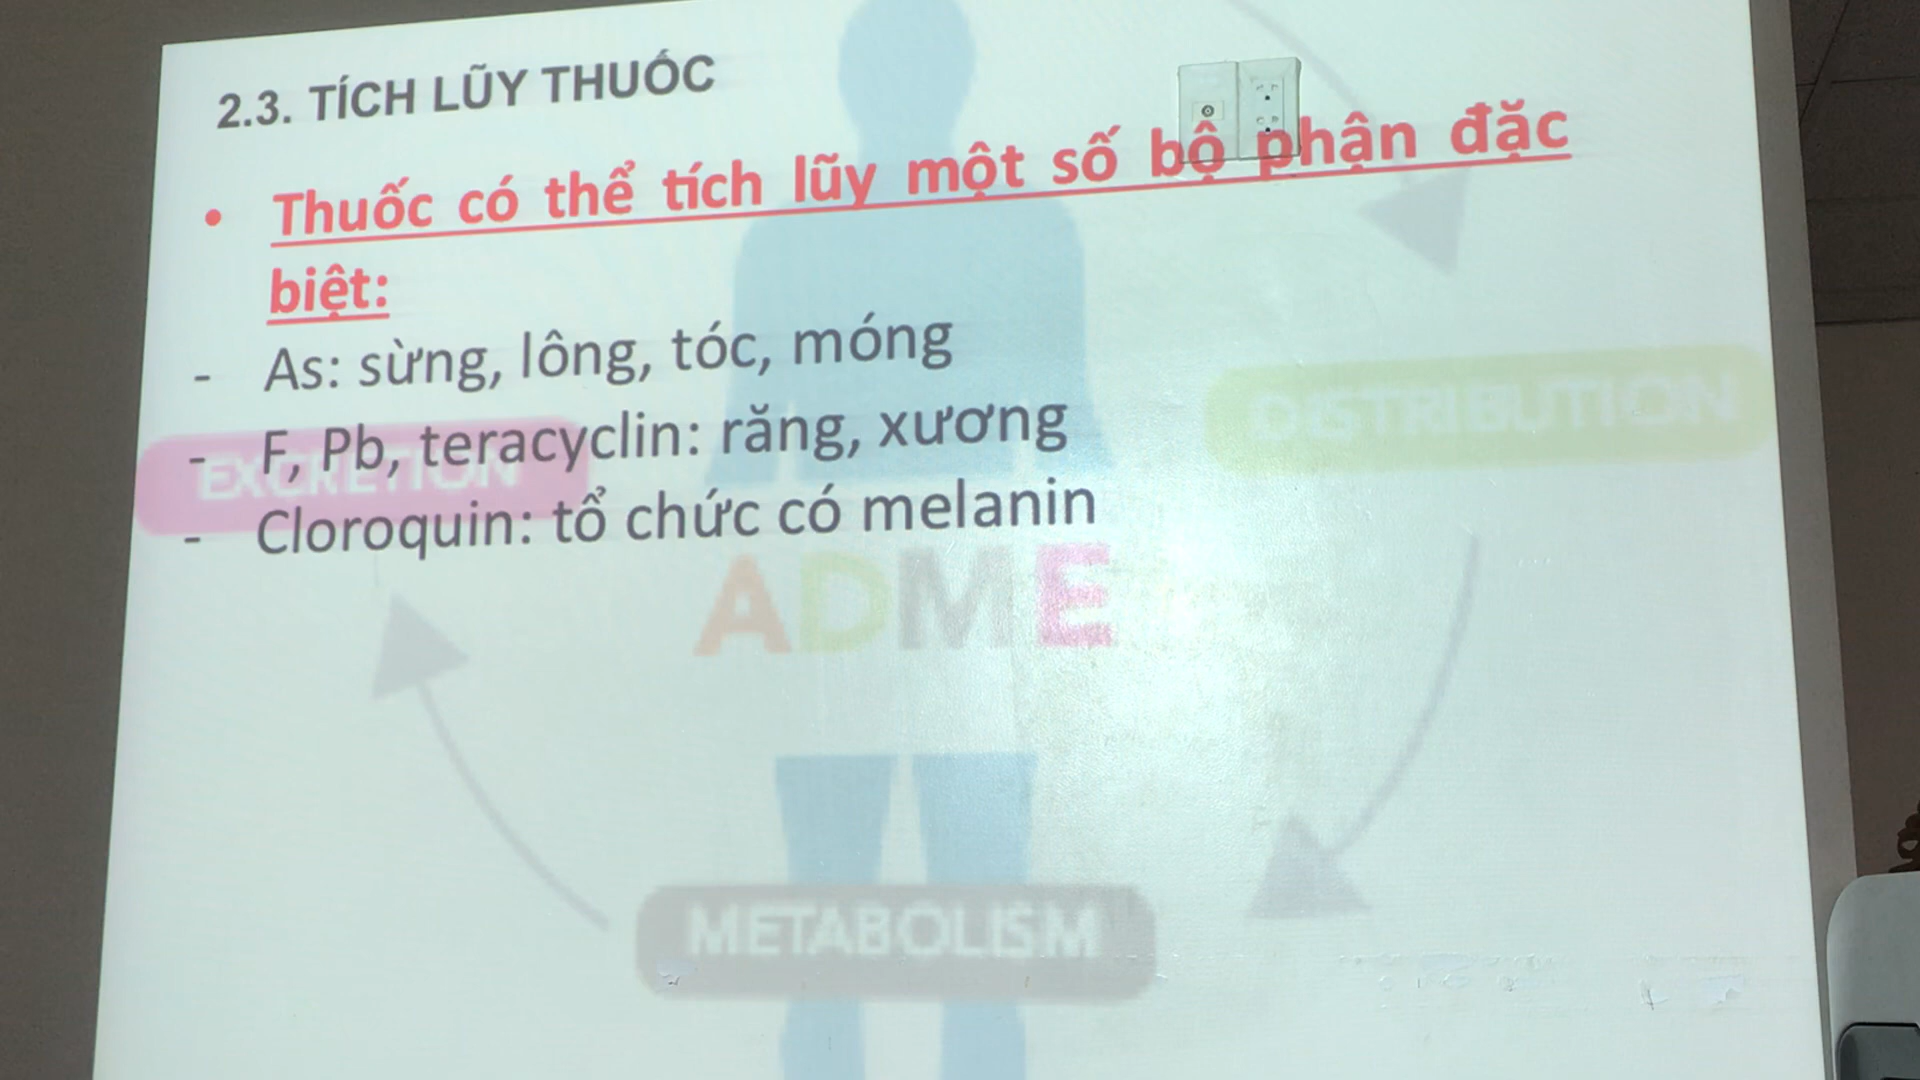 2.3. TÍCH LŨY THUỐC
• Thuốc có thể tích lũy một số bộ phận đặc
biệt:
- As: sừng, lông, tóc, móng
- F, Pb, teracyclin: răng, xương
- Cloroquin: tổ chức có melanin
DISTRIBUTION
EXCRETION
ADME
METABOLISM